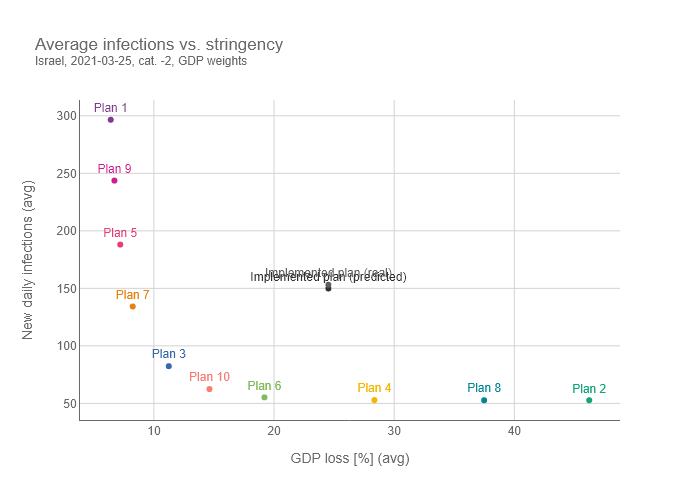 Average infections vs. stringency
Israel, 2021-03-25, cat. -2, GDP weights
New daily infections (avg)
300
250
200
150
100
50
Plan 1
Plan 9
Plan 5
Implemented plan (real)
Implemented plan (predicted)
Plan 7
Plan 3
Plan 10
Plan 6
Plan 4
Plan 8
Plan 2
10
20
30
40
GDP loss [%] (avg)